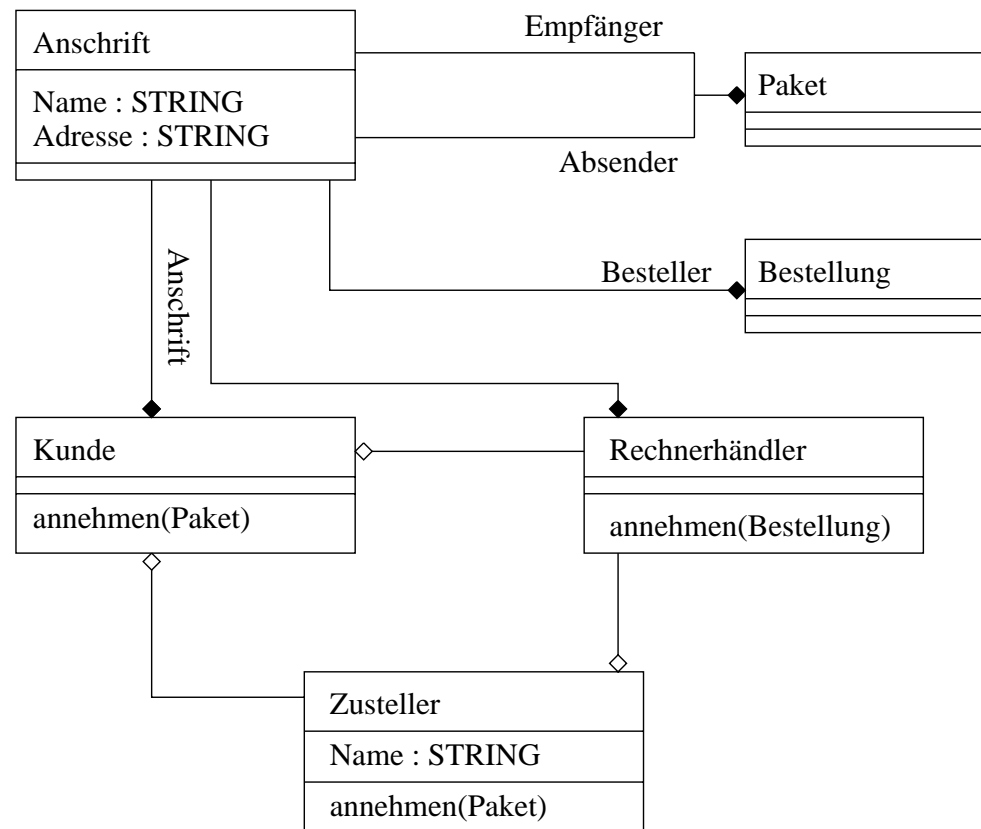 Anschrift
Name : STRING
Adresse : STRING
Empfänger
Absender
Paket
Besteller
Bestellung
Anschrift
Kunde
annehmen(Paket)
Rechnerhändler
annehmen(Bestellung)
Zusteller
Name : STRING
annehmen(Paket)